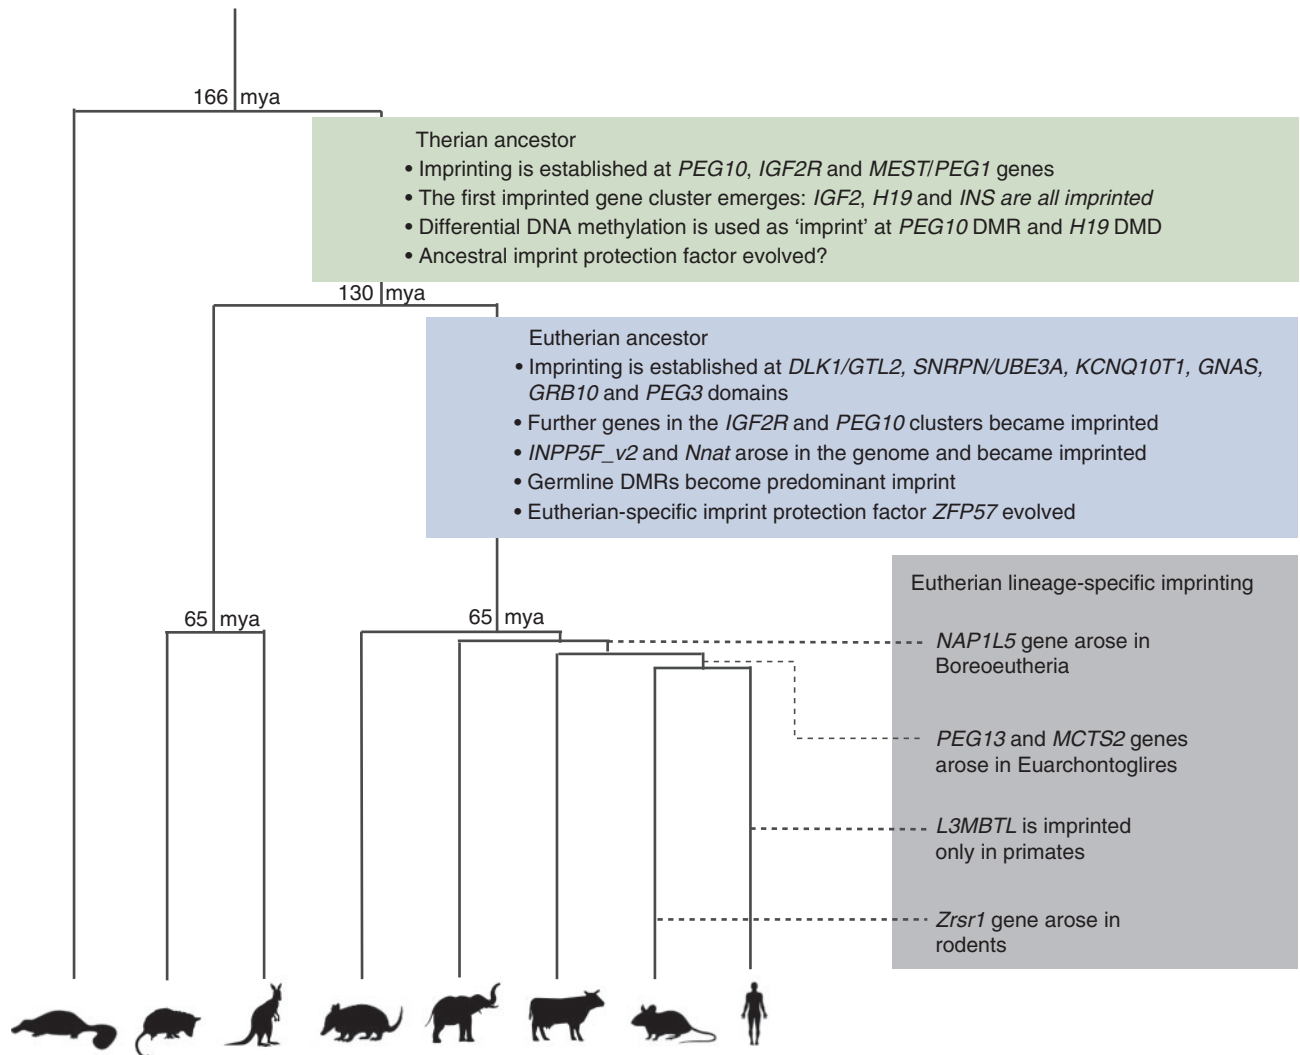 166 mya
Therian ancestor
• Imprinting is established at PEG10, IGF2R and MEST/PEG1 genes
• The first imprinted gene cluster emerges: IGF2, H19 and INS are all imprinted
• Differential DNA methylation is used as ‘imprint’ at PEG10 DMR and H19 DMD
• Ancestral imprint protection factor evolved?
130 mya
Eutherian ancestor
• Imprinting is established at DLK1/GTL2, SNRPN/UBE3A, KCNQ10T1, GNAS,
GRB10 and PEG3 domains
• Further genes in the IGF2R and PEG10 clusters became imprinted
• INPP5F_v2 and Nnat arose in the genome and became imprinted
• Germline DMRs become predominant imprint
• Eutherian-specific imprint protection factor ZFP57 evolved
65 mya
65 mya
Eutherian lineage-specific imprinting
NAP1L5 gene arose in
Boreoeutheria
PEG13 and MCTS2 genes
arose in Euarchontoglires
L3MBTL is imprinted
only in primates
Zrsr1 gene arose in
rodents